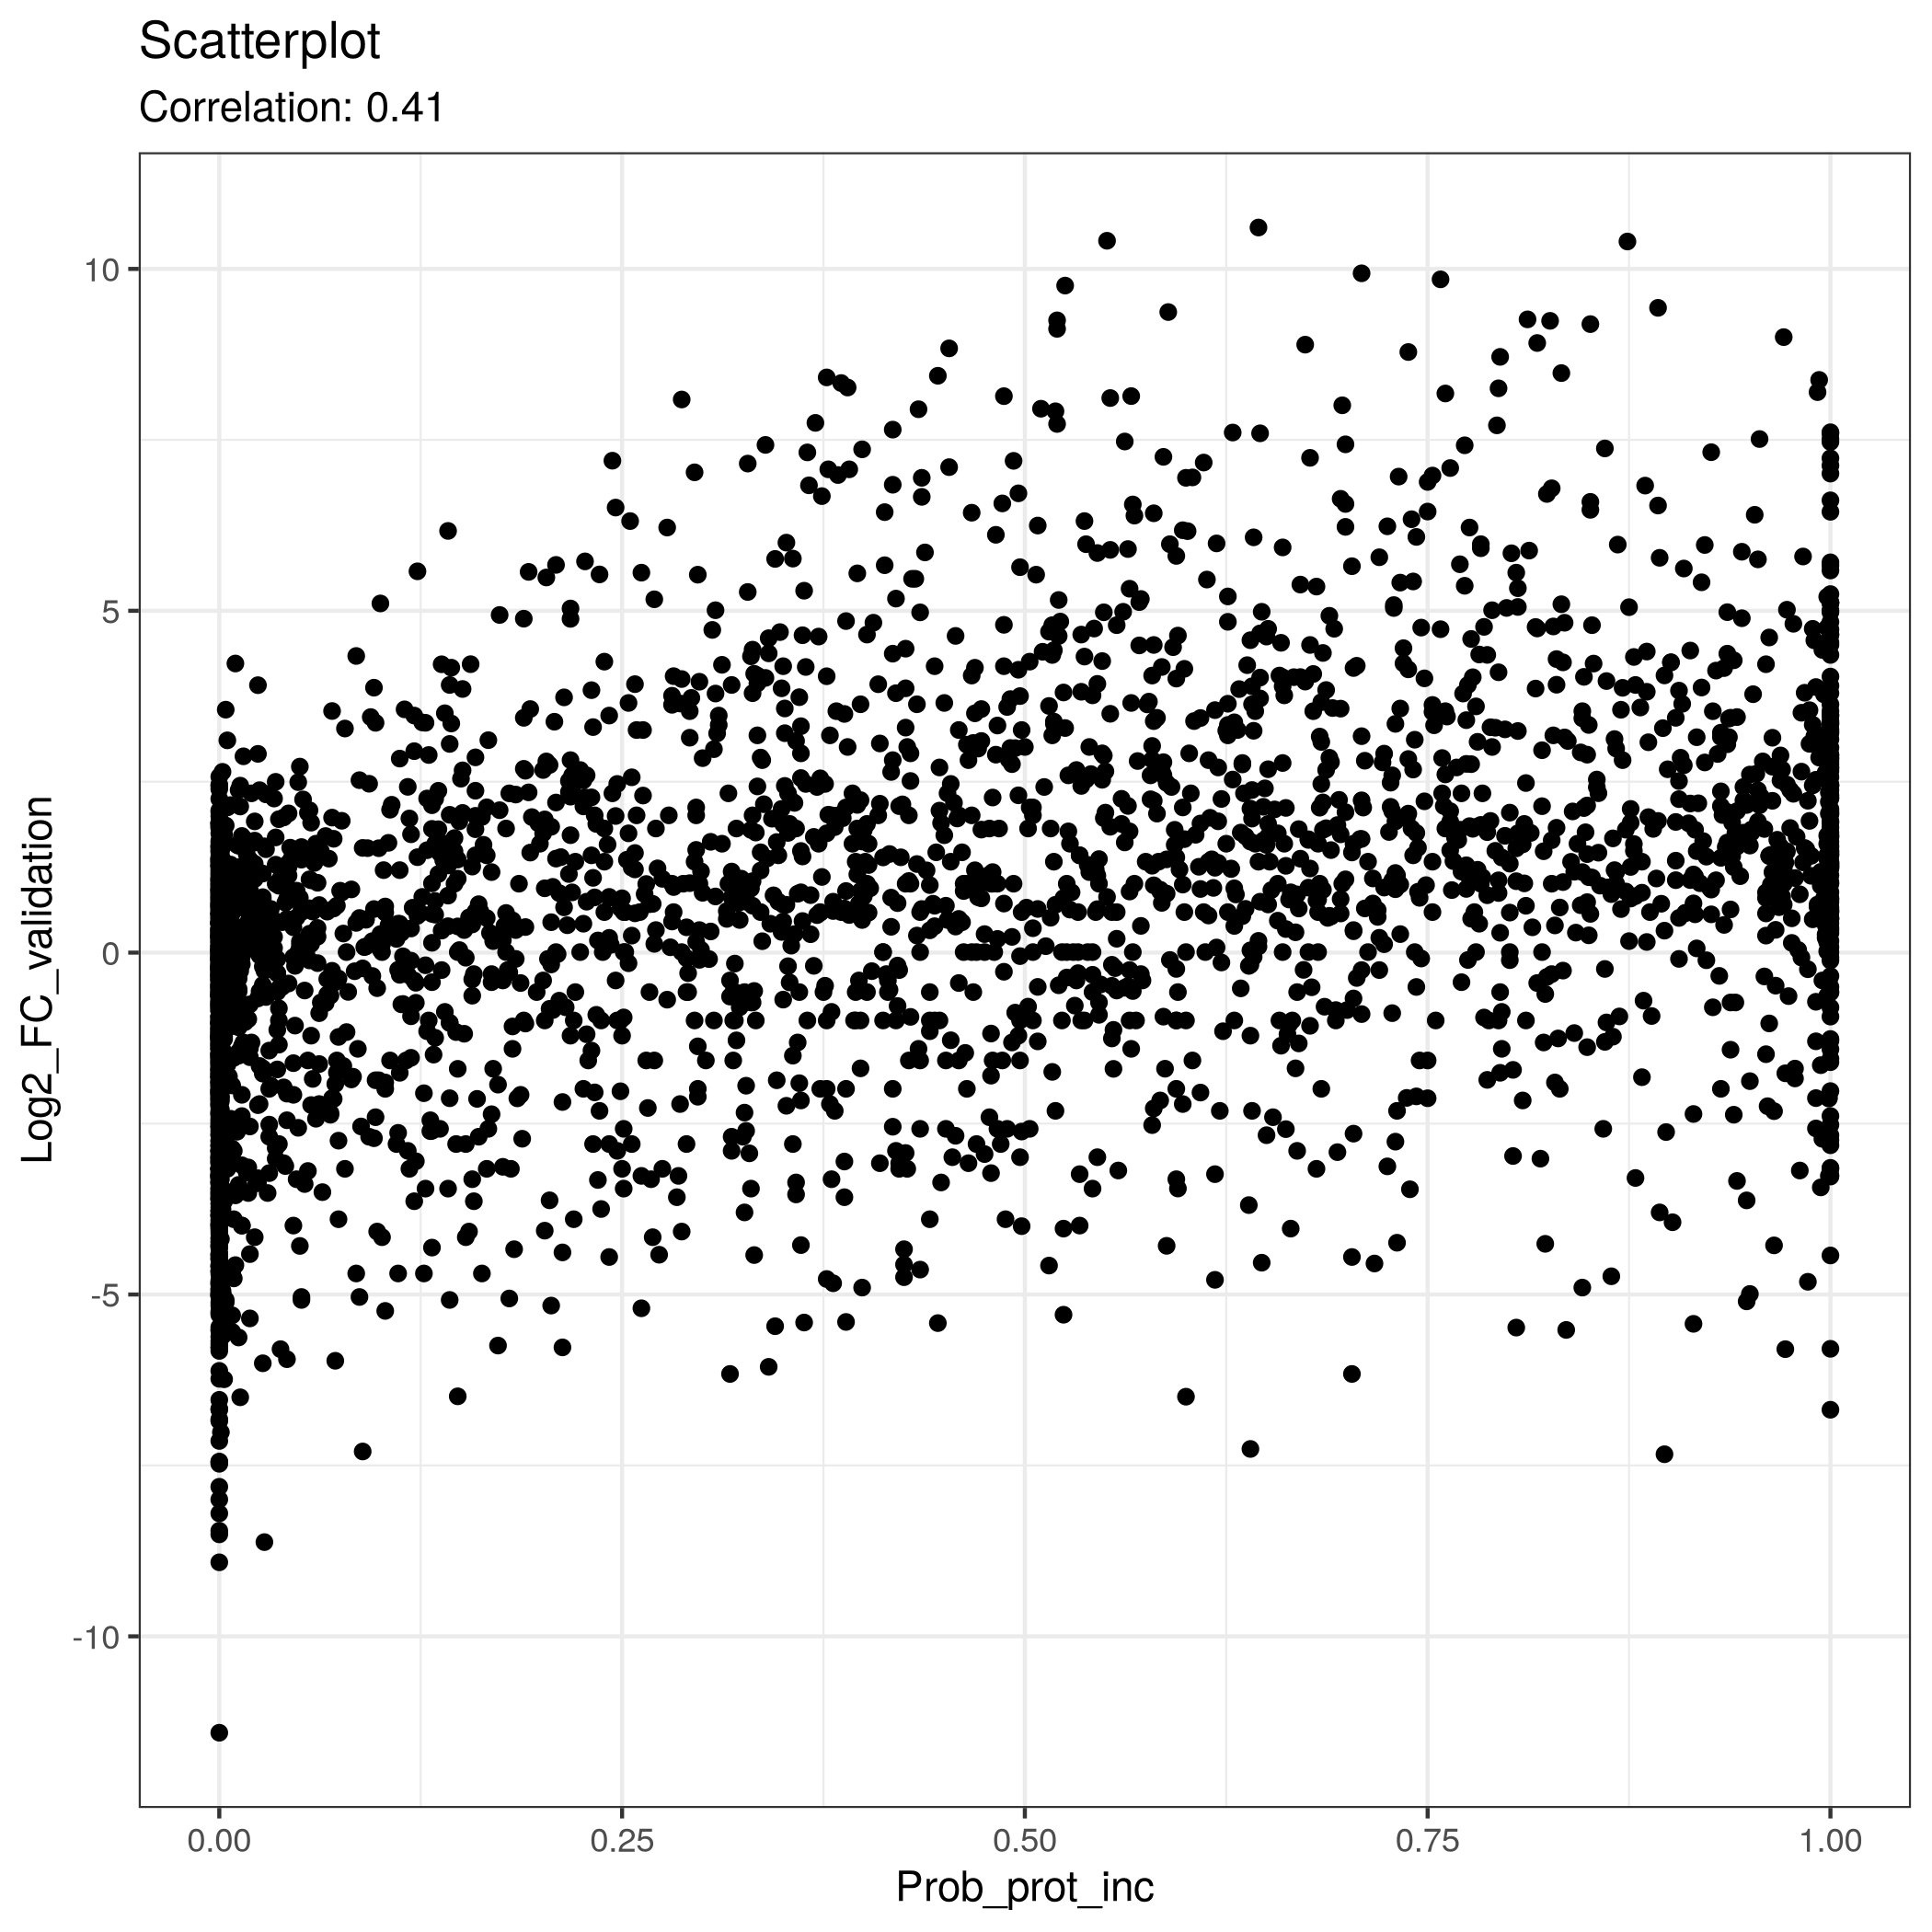 Scatterplot
Correlation: 0.41
10
5
0
-5
-10
Log2_FC_validation
0.00 0.25 0.50 0.75 1.00
Prob_prot_inc